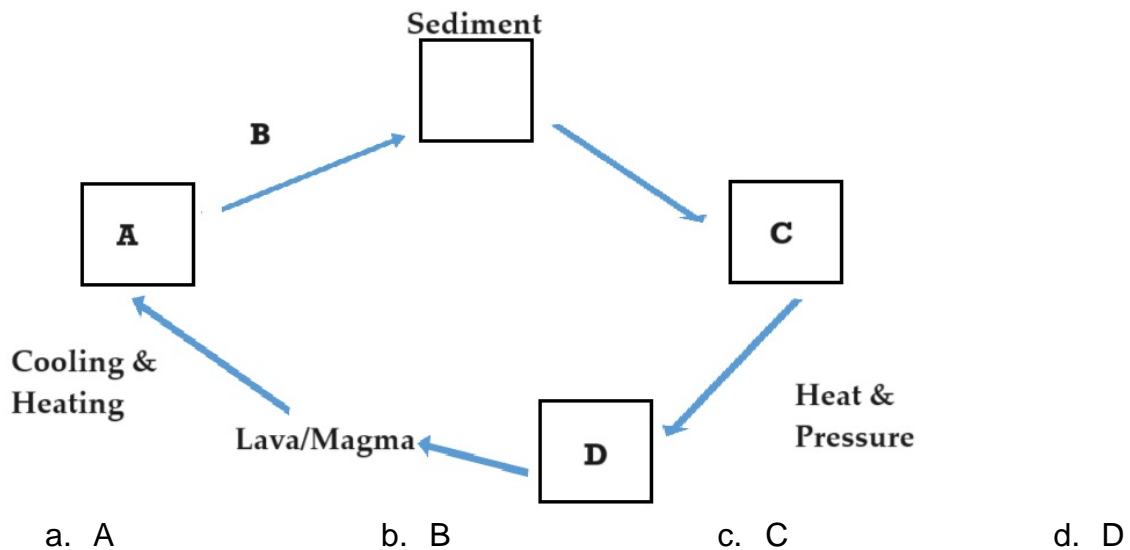 Sediment
B
A
C
Cooling &
Heating
Heat &
Pressure
Lava/Magma
D
a. A b. B c. C d. D